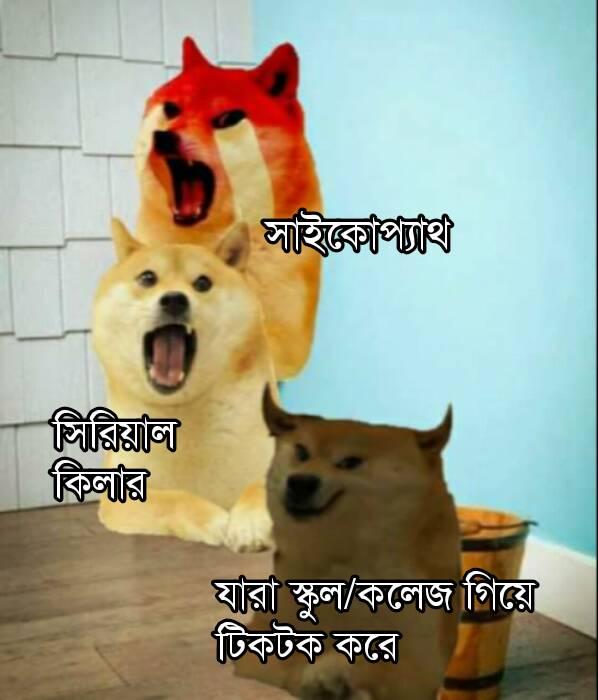 সাইকোপ্যাথ
সিরিয়াল
কিলার
যারা স্কুল/কলেজ গিয়ে
টিকটক করে